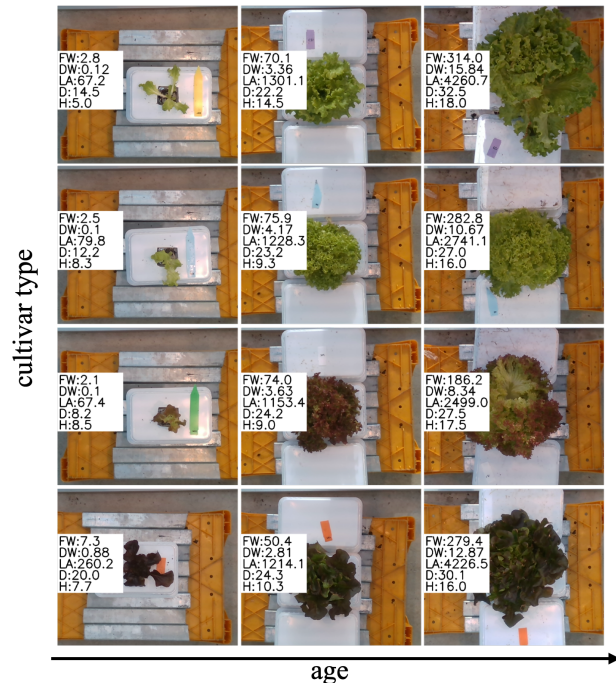 FW:2.8
DW:0.12
LA:67.2
D:14.5
H:5.0
FW:70.1
DW:3.36
LA:1301.1
D:22.2
H:14.5
FW:314.0
DW:15.84
LA:4260.7
D:32.5
H:18.0
FW:2.5
DW:0.1
LA:79.8
D:12.2
H:8.3
FW:75.9
DW:4.17
LA:1228.3
D:23.2
H:9.3
FW:282.8
DW:10.67
LA:2741.1
D:27.0
H:16.0
cultivar type
FW:2.1
DW:0.1
LA:67.4
D:8.2
H:8.5
FW:74.0
DW:3.63
LA:1153.4
D:24.2
H:9.0
FW:186.2
DW:8.34
LA:2499.0
D:27.5
H:17.5
FW:7.3
DW:0.88
LA:260.2
D:20.0
H:7.7
FW:50.4
DW:2.81
LA:1214.1
D:24.3
H:10.3
FW:279.4
DW:12.87
LA:4226.5
D:30.1
H:16.0
age